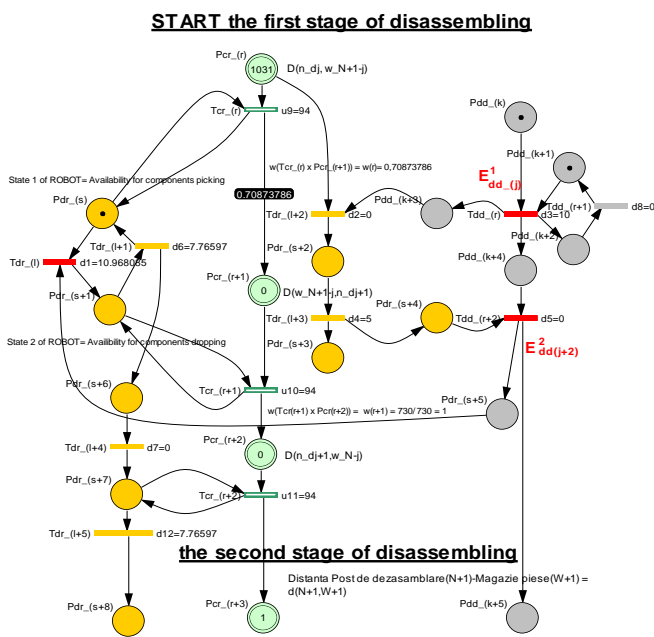 START the first stage of disassembling
Pcr_(r)
1031
D(n_dj, w_N+1-j)
Tcr_(r)
u9=94
Pdd_(k)
Pdd_(k+1)
w(Tcr_(r) x Pcr_(r+1)) = w(r)= 0,70873786
E¹dd_(j)
State 1 of ROBOT= Availability for components picking
0.70873786
Pdr_(s)
Pdd_(k+3)
Tdd_(r+1)
d8=0
Tdr_(l+2)
d2=0
Tdd_(r)
d3=10
Pdd_(k+2)
Tdr_(l+1)
d6=7.76597
Pdr_(s+2)
Tdr_(l)
d1=10.968085
Pdd_(k+4)
Pcr_(r+1)
0
D(w_N+1-j,n_dj+1)
Pdr_(s+1)
Pdr_(s+4)
Tdr_(l+3)
d4=5
Tdd_(r+2)
d5=0
State 2 of ROBOT= Availibility for components dropping
Pdr_(s+3)
E²dd(j+2)
Pdr_(s+6)
Tcr_(r+1)
u10=94
Pdr_(s+5)
w(Tcr(r+1) x Pcr(r+2)) = w(r+1) = 730/730 = 1
Pcr_(r+2)
0
D(n_dj+1,w_N-j)
Tdr_(l+4)
d7=0
Pdr_(s+7)
Tcr_(r+2)
u11=94
Tdr_(l+5)
d12=7.76597
the second stage of disassembling
Distanta Post de dezasamblare(N+1)-Magazie piese(W+1) =
d(N+1,W+1)
Pdr_(s+8)
Pcr_(r+3)
1
Pdd_(k+5)